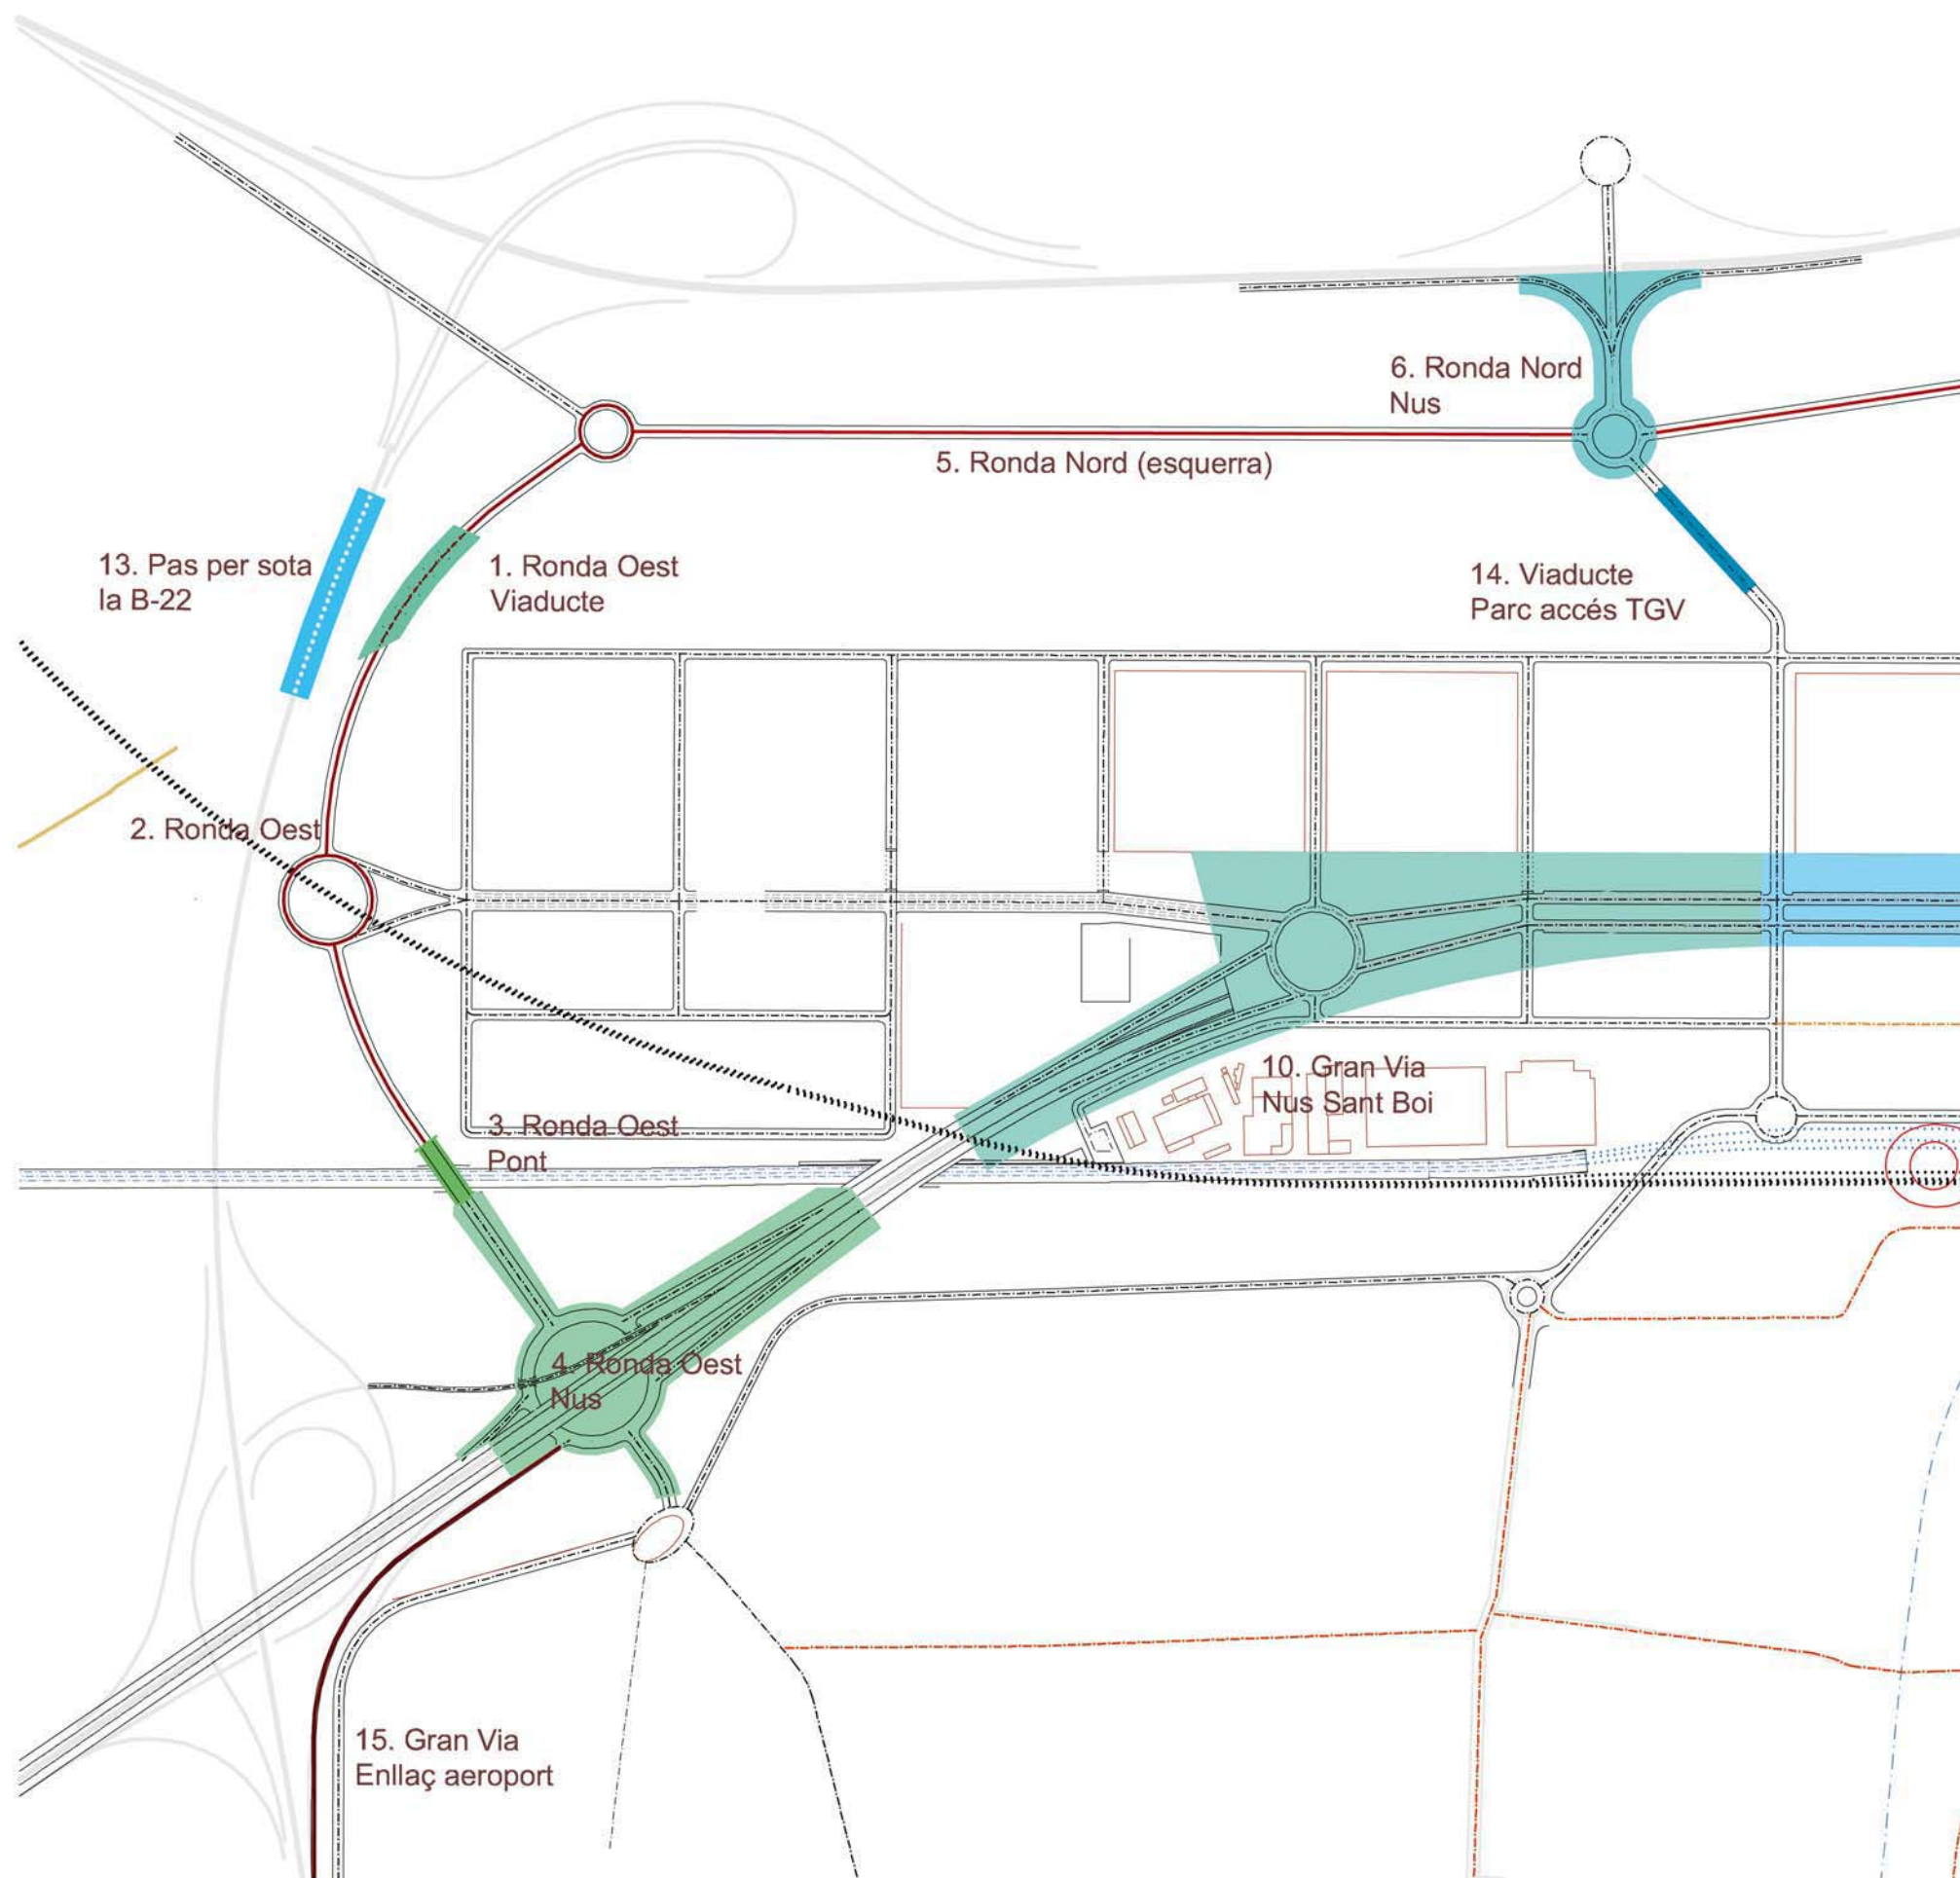 6. Ronda Nord
Nus
5. Ronda Nord (esquerra)
13. Pas per sota
la B-22
1. Ronda Oest
Viaducte
14. Viaducte
Parc accés TGV
2. Ronda Oest
10. Gran Via
Nus Sant Boi
3. Ronda Oest
Pont
4. Ronda Oest
Nus
15. Gran Via
Enllaç aeroport